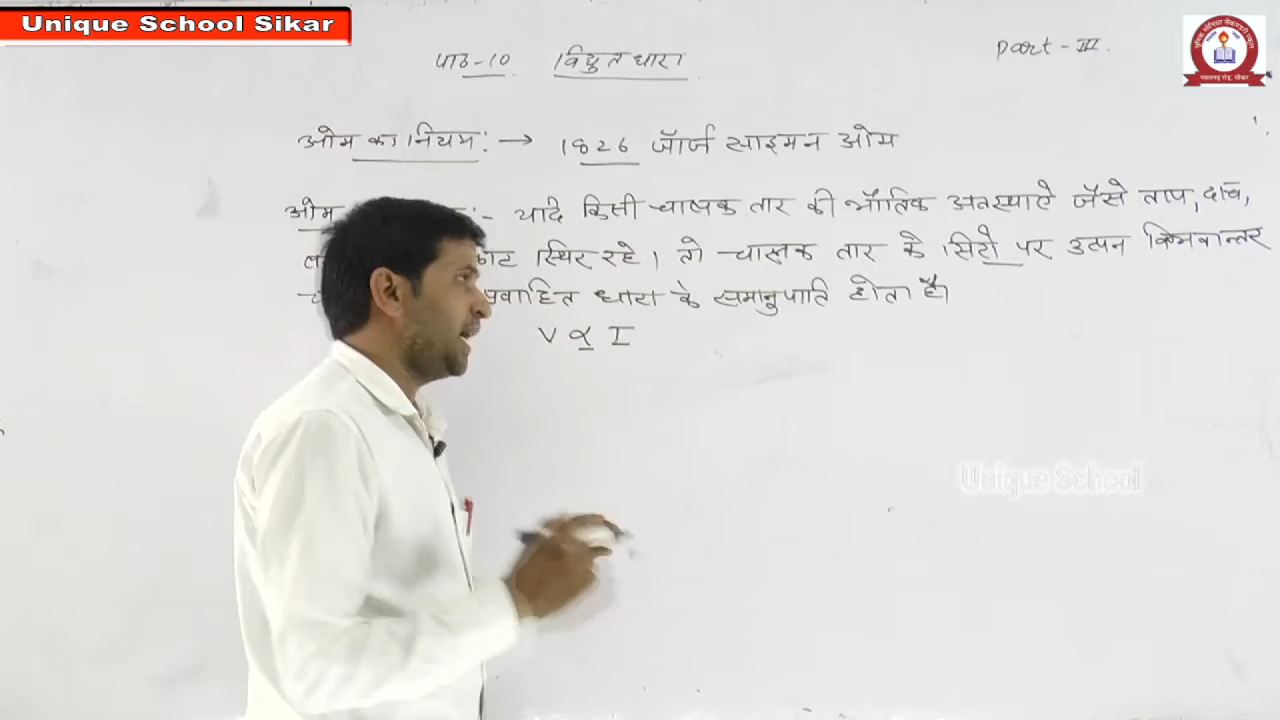 Unique School Sikar
पाठ-10 विद्युत धारा
Part - III.
ओम का नियम : → 1826 जॉर्ज साइमन ओम
ओम :- यदि किसी चालक तार की भौतिक अवस्थाऐ जैसे ताप, दाब,
स्थिर रहे। तो चालक तार के सिरो पर उत्पन विभवान्तर
प्रवाहित धारा के समानुपाति होता है।
V ∝ I
Unique School